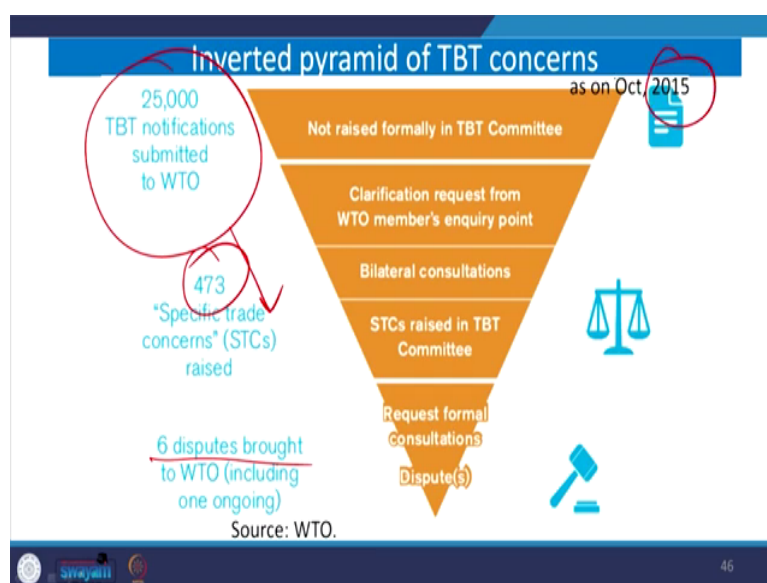 Inverted pyramid of TBT concerns
as on Oct, 2015
25,000
TBT notifications
submitted
to WTO
Not raised formally in TBT Committee
Clarification request from
WTO member's enquiry point
Bilateral consultations
473
"Specific trade
concerns" (STCs)
raised
STCs raised in TBT
Committee
6 disputes brought
to WTO (including
one ongoing)
Request formal
consultations
Dispute(s)
Source: WTO.
swayam
46